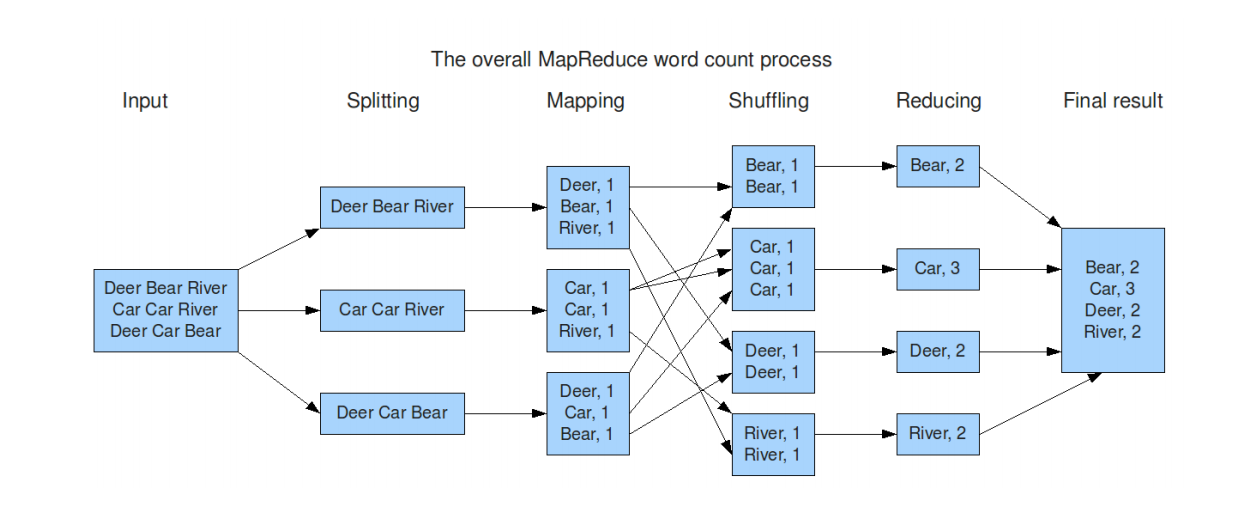 The overall MapReduce word count process
Input
Splitting
Mapping
Shuffling
Reducing
Final result
Deer Bear River
Car Car River
Deer Car Bear
Deer Bear River
Car Car River
Deer Car Bear
Deer, 1
Bear, 1
River, 1
Car, 1
Car, 1
River, 1
Deer, 1
Car, 1
Bear, 1
Bear, 1
Bear, 1
Car, 1
Car, 1
Car, 1
Deer, 1
Deer, 1
River, 1
River, 1
Bear, 2
Car, 3
Deer, 2
River, 2
Bear, 2
Car, 3
Deer, 2
River, 2